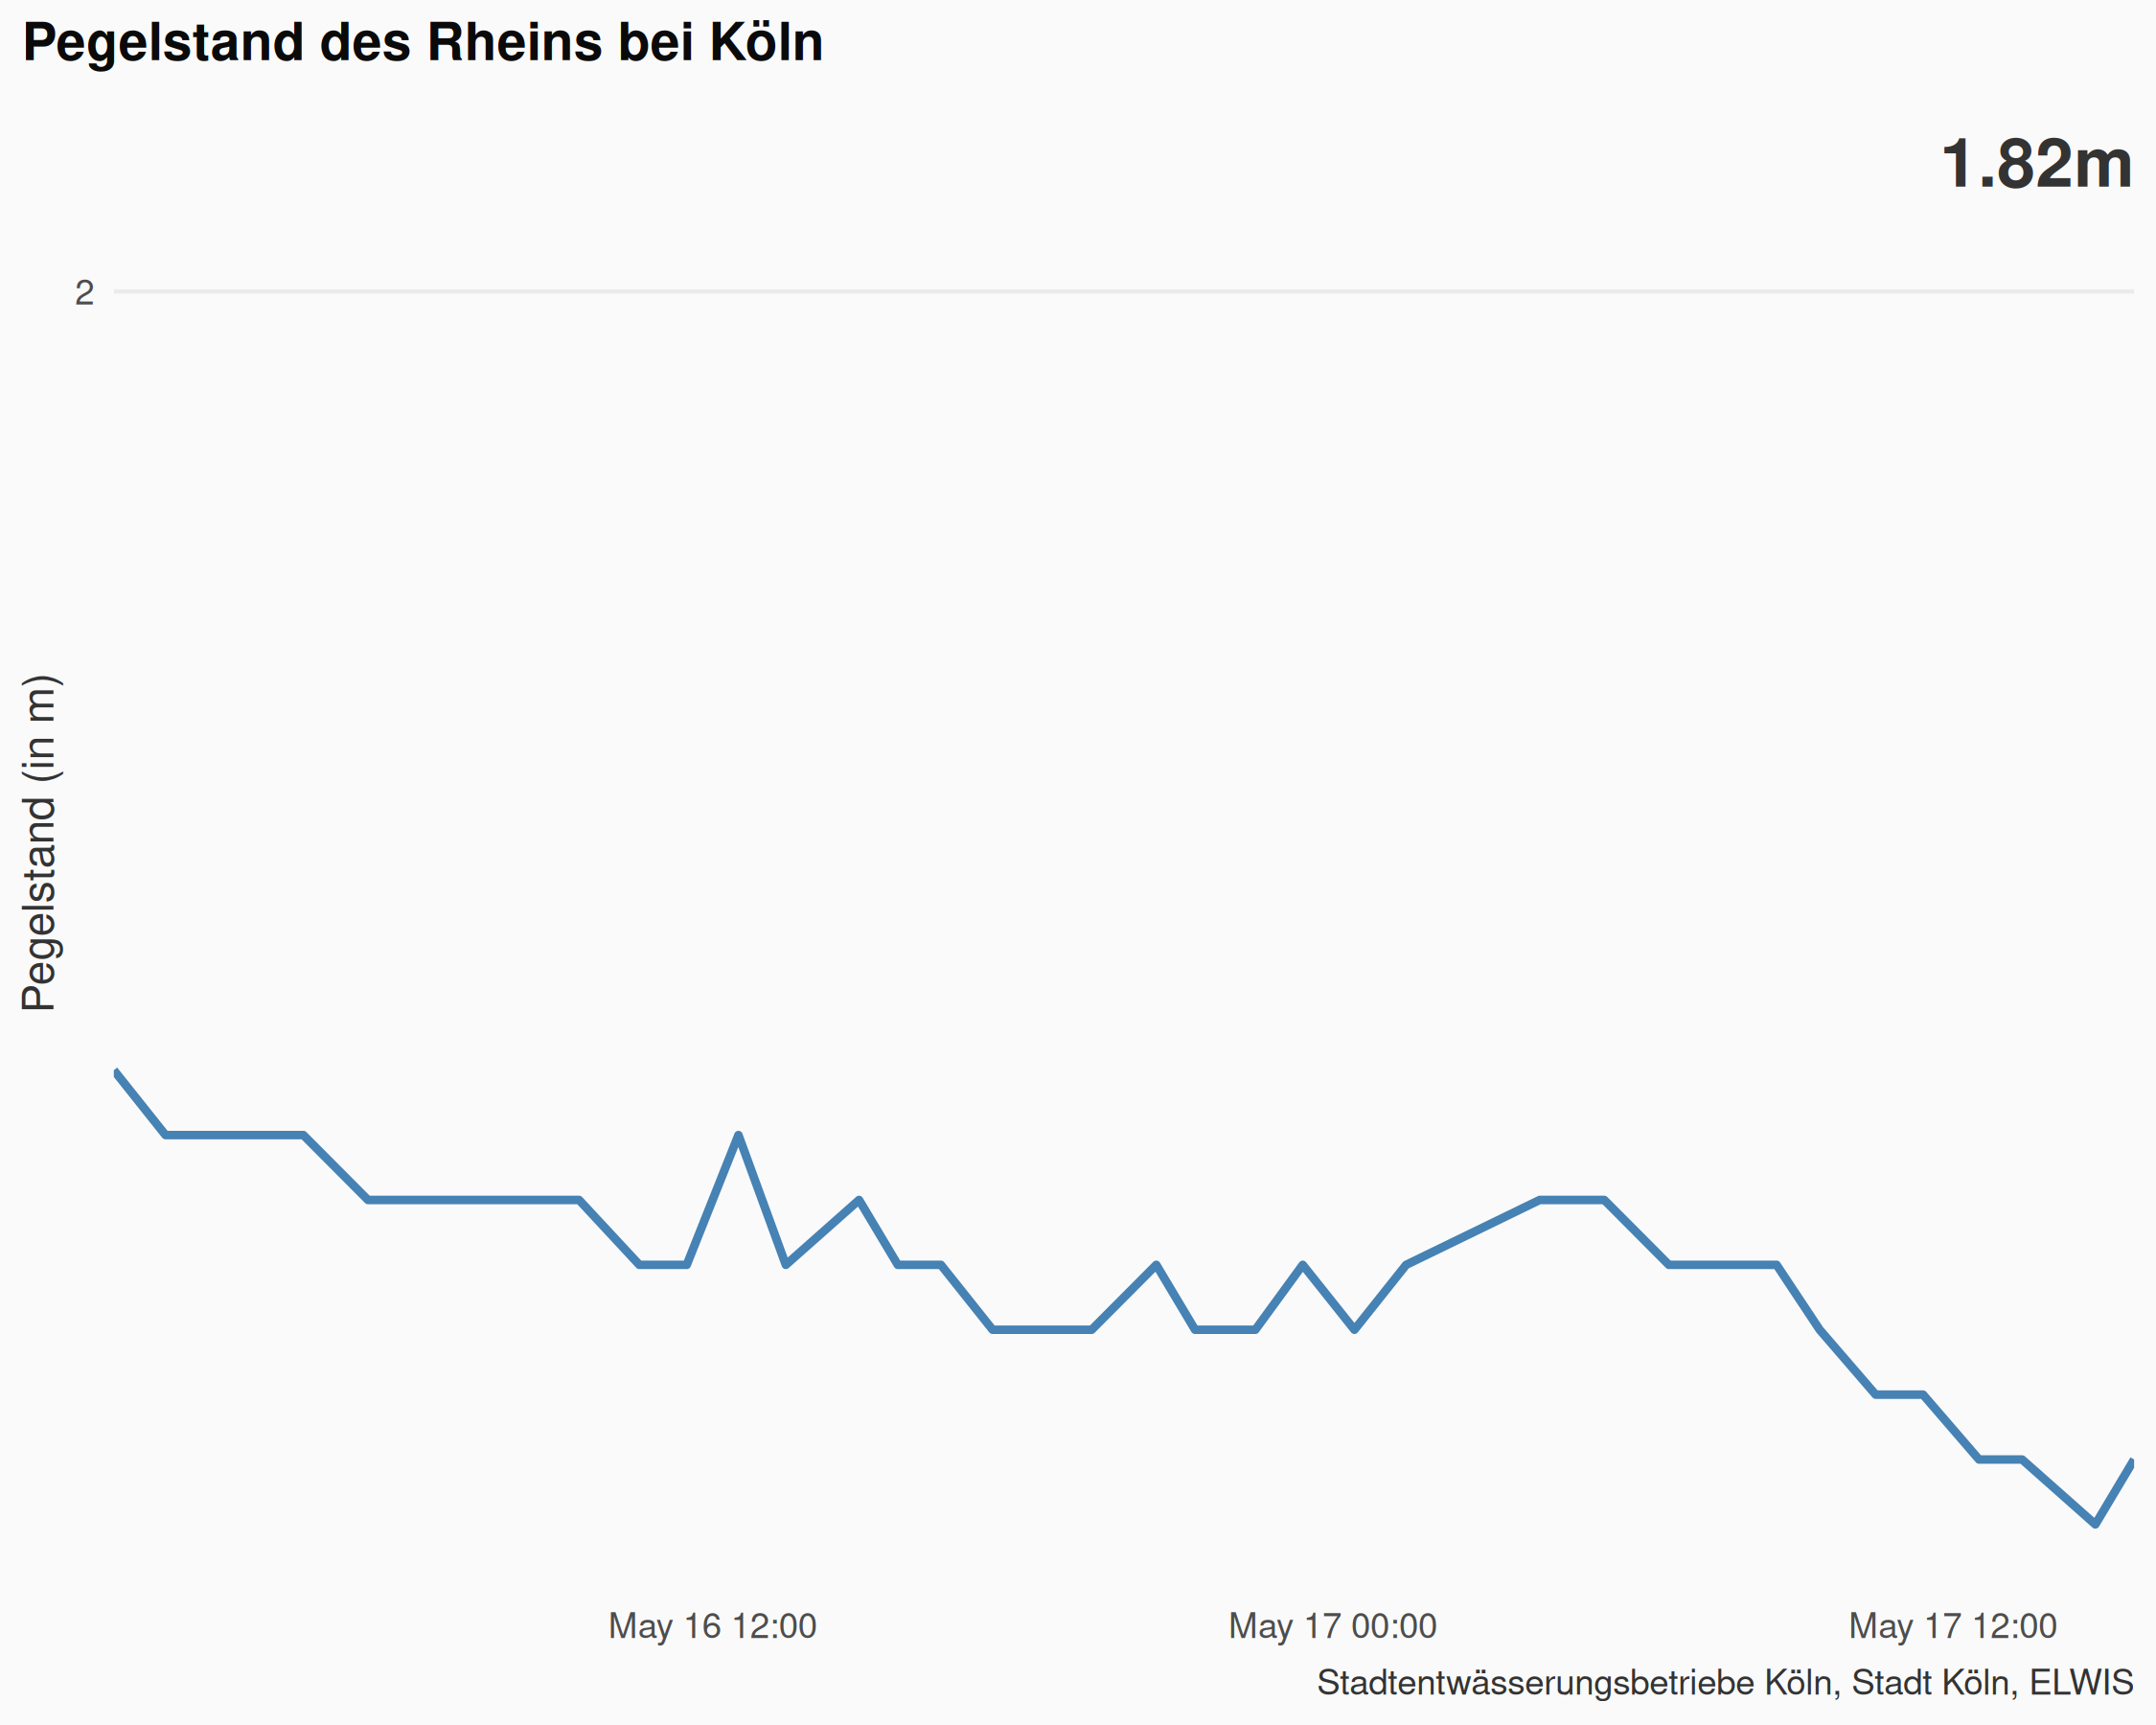 Pegelstand des Rheins bei Köln
1.82m
2
Pegelstand (in m)
May 16 12:00
May 17 00:00
May 17 12:00
Stadtentwässerungsbetriebe Köln, Stadt Köln, ELWIS